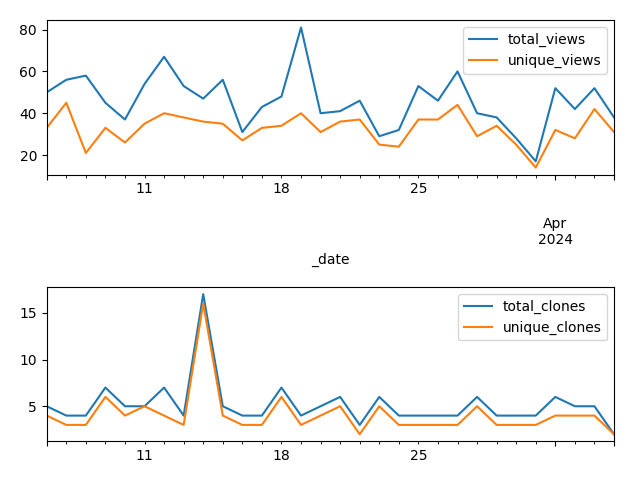 80
60
40
20
total_views
unique_views
11
18
25
Apr
2024
_date
15
10
5
total_clones
unique_clones
11
18
25